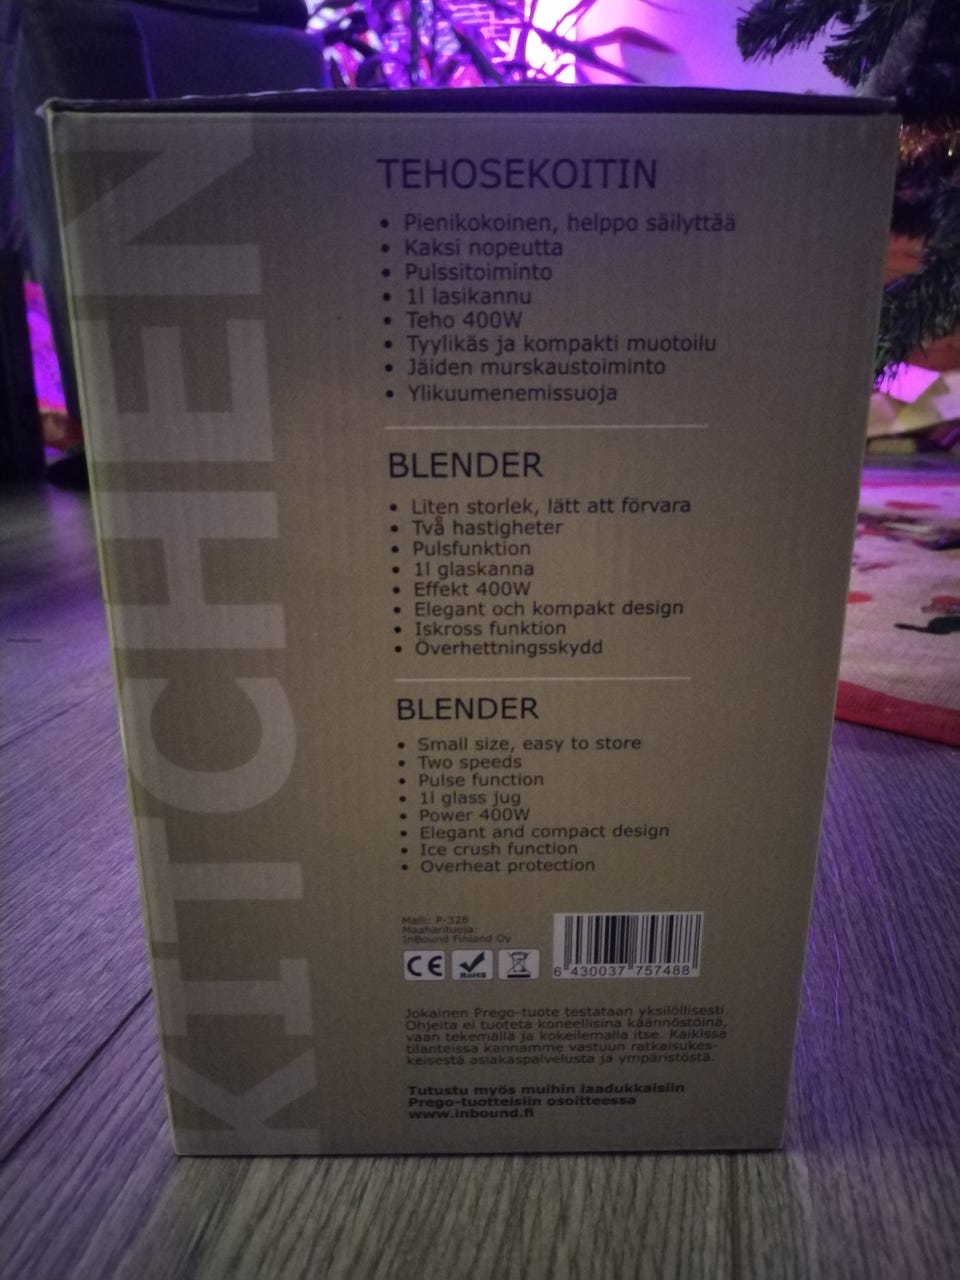 KITCHEN
TEHOSEKOITIN
• Pienikokoinen, helppo säilyttää
• Kaksi nopeutta
• Pulssitoiminto
• 1l lasikannu
• Teho 400W
• Tyylikäs ja kompakti muotoilu
• Jäiden murskaustoiminto
• Ylikuumenemissuoja
BLENDER
• Liten storlek, lätt att förvara
• Två hastigheter
• Pulsfunktion
• 1l glaskanna
• Effekt 400W
• Elegant och kompakt design
• Iskross funktion
• Överhettningsskydd
BLENDER
• Small size, easy to store
• Two speeds
• Pulse function
• 1l glass jug
• Power 400W
• Elegant and compact design
• Ice crush function
• Overheat protection
Malli: P-328
Maahantuoja:
InBound Finland Oy
CE
RoHS
6 430037 757488
Jokainen Prego-tuote testataan yksilöllisesti.
Ohjeita ei tuoteta koneellisina käännöstöinä,
vaan tekemällä ja kokeilemalla itse. Kaikissa
tilanteissa kannamme vastuun ratkaisukes-
keisestä asiakaspalvelusta ja ympäristöstä.
Tutustu myös muihin laadukkaisiin
Prego-tuotteisiin osoitteessa
www.inbound.fi